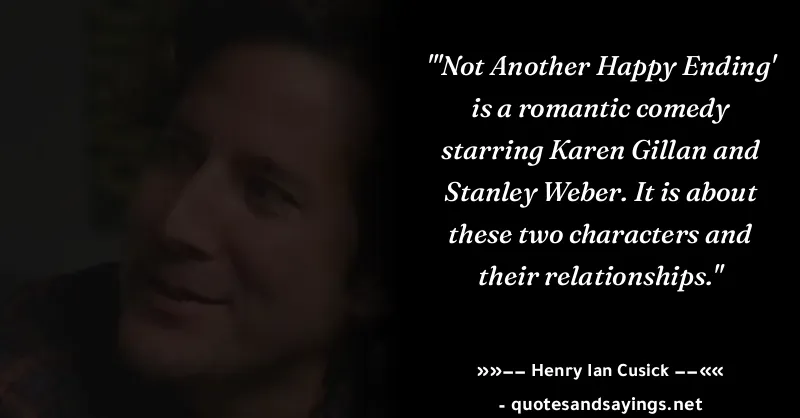 "'Not Another Happy Ending'
is a romantic comedy
starring Karen Gillan and
Stanley Weber. It is about
these two characters and
their relationships."
»»−− Henry Ian Cusick −−««
- quotesandsayings.net